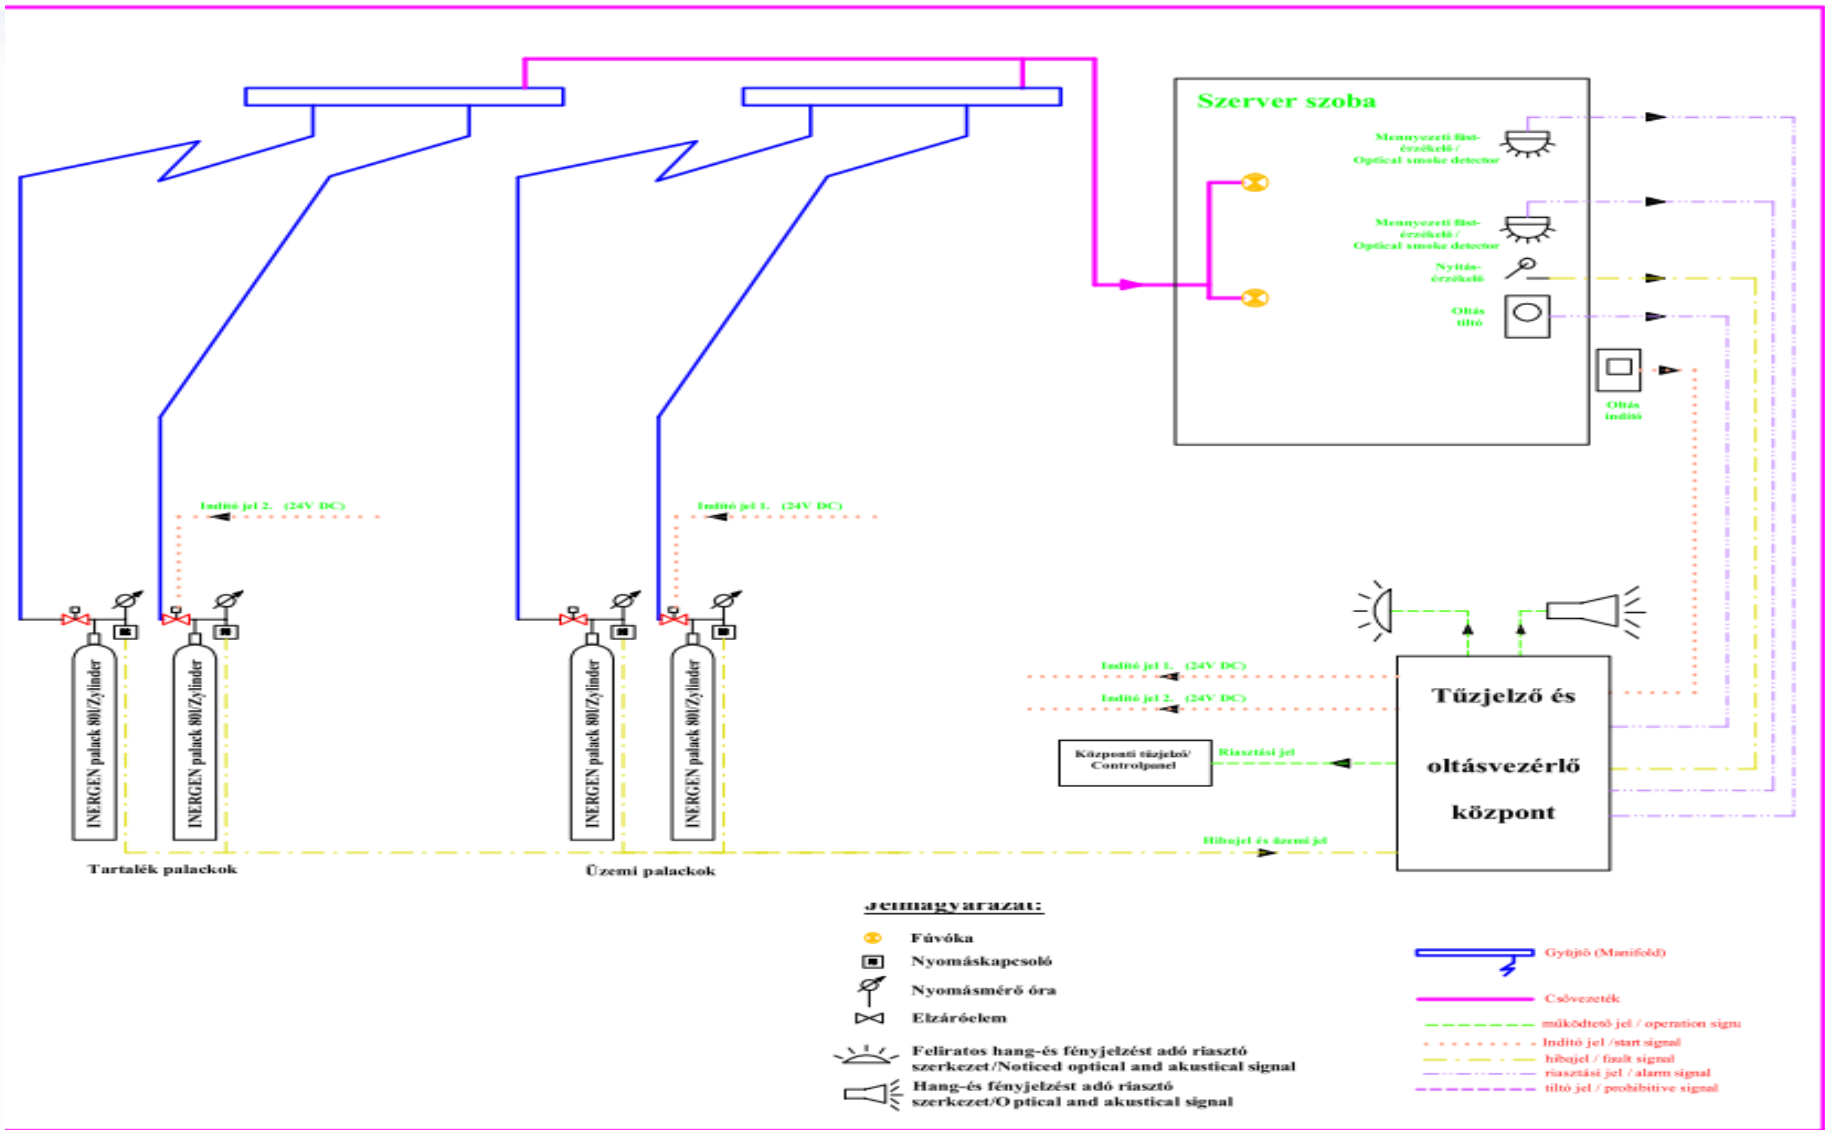 Szerver szoba
Mennyezeti füst-
érzékelő /
Optical smoke detector
Mennyezeti füst-
érzékelő /
Optical smoke detector
Nyitás-
érzékelő
Oltás
tiltó
Oltás
indító
Indító jel 2. (24V DC)
Indító jel 1. (24V DC)
INERGEN palack 80l/Zylinder
INERGEN palack 80l/Zylinder
INERGEN palack 80l/Zylinder
INERGEN palack 80l/Zylinder
Tartalék palackok
Üzemi palackok
Indító jel 1. (24V DC)
Indító jel 2. (24V DC)
Központi tűzjelző/
Controlpanel
Riasztási jel
Hibajel és üzemi jel
Tűzjelző és
oltásvezérlő
központ
Jelmagyarázat:
Fúvóka
Nyomáskapcsoló
Nyomásmérő óra
Elzáróelem
Feliratos hang-és fényjelzést adó riasztó
szerkezet/Noticed optical and akustical signal
Hang-és fényjelzést adó riasztó
szerkezet/Optical and akustical signal
Gyűjtő (Manifold)
Csővezeték
működtető jel / operation signa
Indító jel /start signal
hibajel / fault signal
riasztási jel / alarm signal
tiltó jel / prohibitive signal